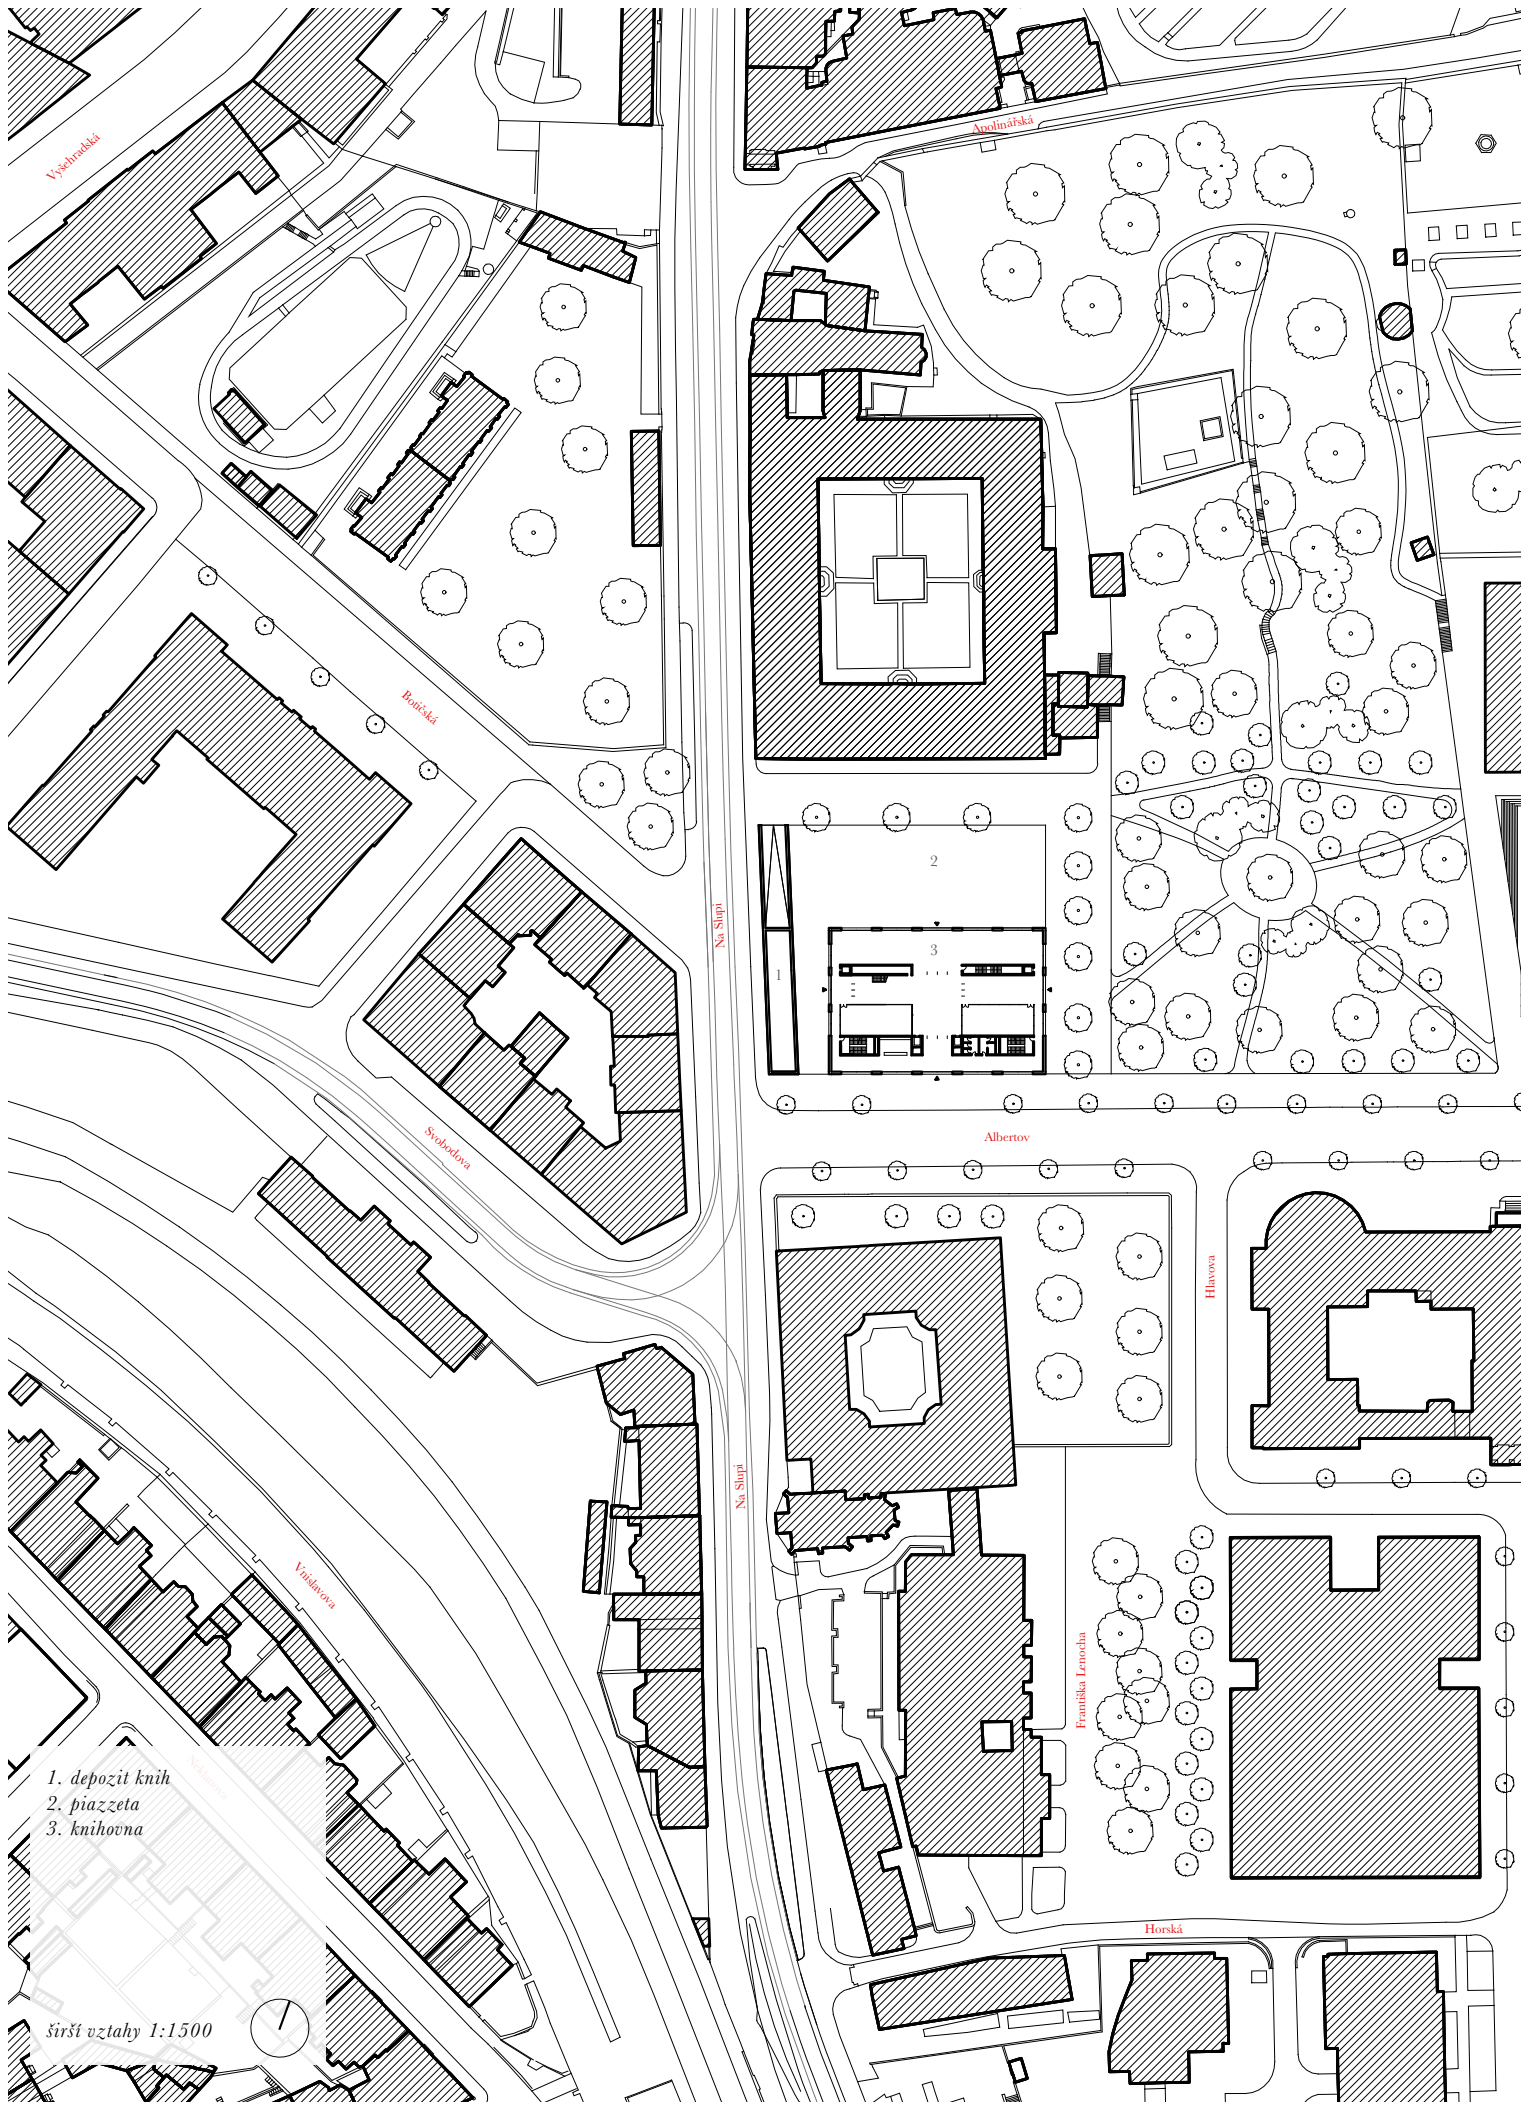 Apolinářská
Vyšehradská
Botičská
2
Na Slupi
3
1
Albertov
Svobodova
Hlavova
Na Slupi
Vnislavova
Františka Lenocha
1. depozit knih
2. piazzeta
3. knihovna
Horská
širší vztahy 1:1500